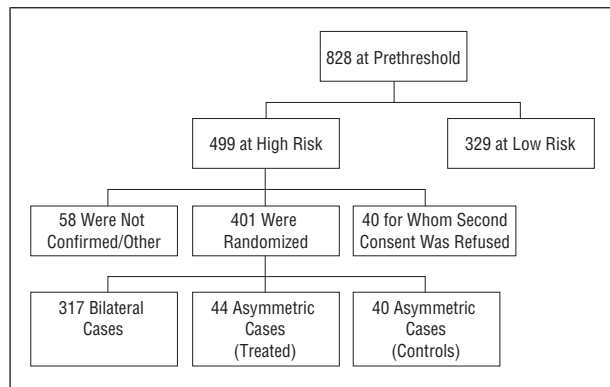 828 at Prethreshold
499 at High Risk
329 at Low Risk
58 Were Not
Confirmed/Other
401 Were
Randomized
40 for Whom Second
Consent Was Refused
317 Bilateral
Cases
44 Asymmetric
Cases
(Treated)
40 Asymmetric
Cases
(Controls)